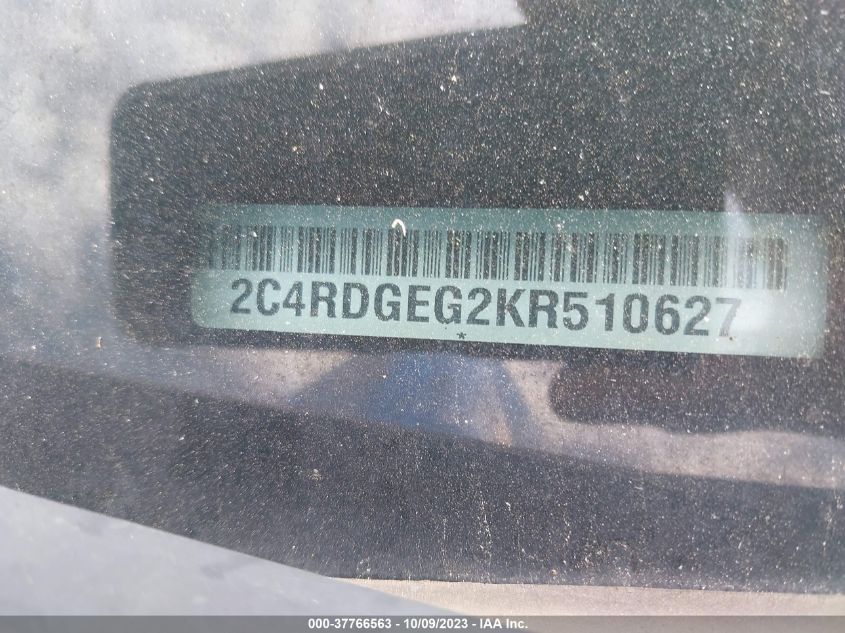 2C4RDGEG2KR510627
*
000-37766563 - 10/09/2023 - IAA Inc.